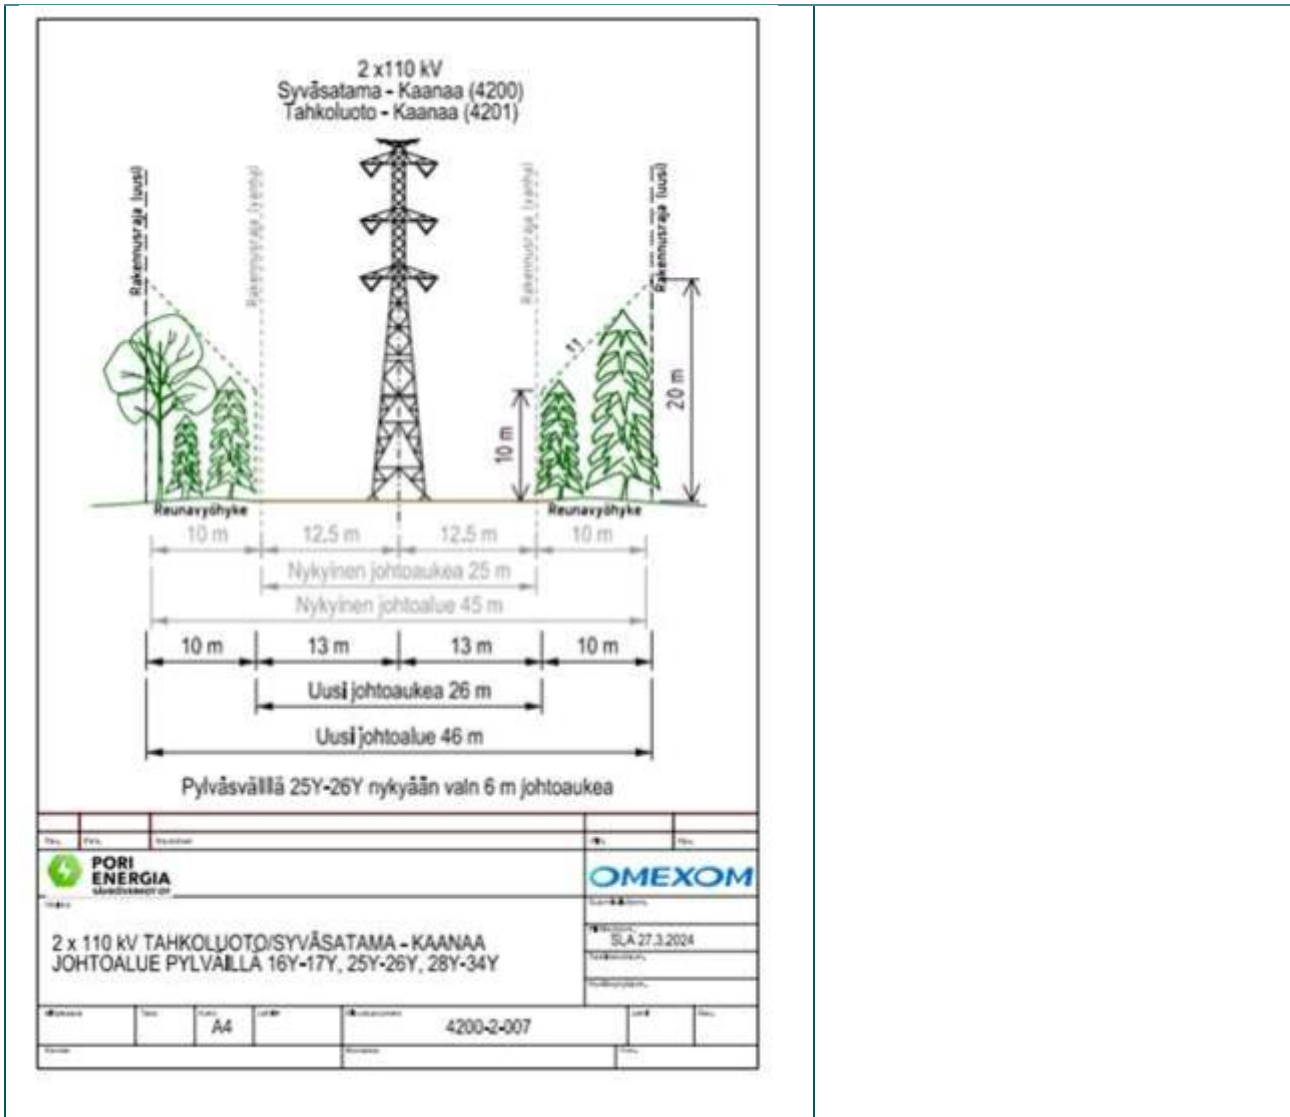 2 x110 kV
Syväsatama - Kaanaa (4200)
Tahkoluoto - Kaanaa (4201)
Rakennusraja (uusi)
Rakennusraja (vanha)
Rakennusraja (vanha)
Rakennusraja (uusi)
10 m
20 m
Reunavyöhyke
Reunavyöhyke
10 m 12.5 m 12.5 m 10 m
Nykyinen johtoaukea 25 m
Nykyinen johtoalue 45 m
10 m 13 m 13 m 10 m
Uusi johtoaukea 26 m
Uusi johtoalue 46 m
Pylväsvälillä 25Y-26Y nykyään vain 6 m johtoaukea
PORI
ENERGIA
SÄHKÖVERKOT OY
OMEXOM
2 x 110 kV TAHKOLUOTO/SYVÄSATAMA - KAANAA
JOHTOALUE PYLVÄILLÄ 16Y-17Y, 25Y-26Y, 28Y-34Y
SLA 27.3.2024
A4
4200-2-007